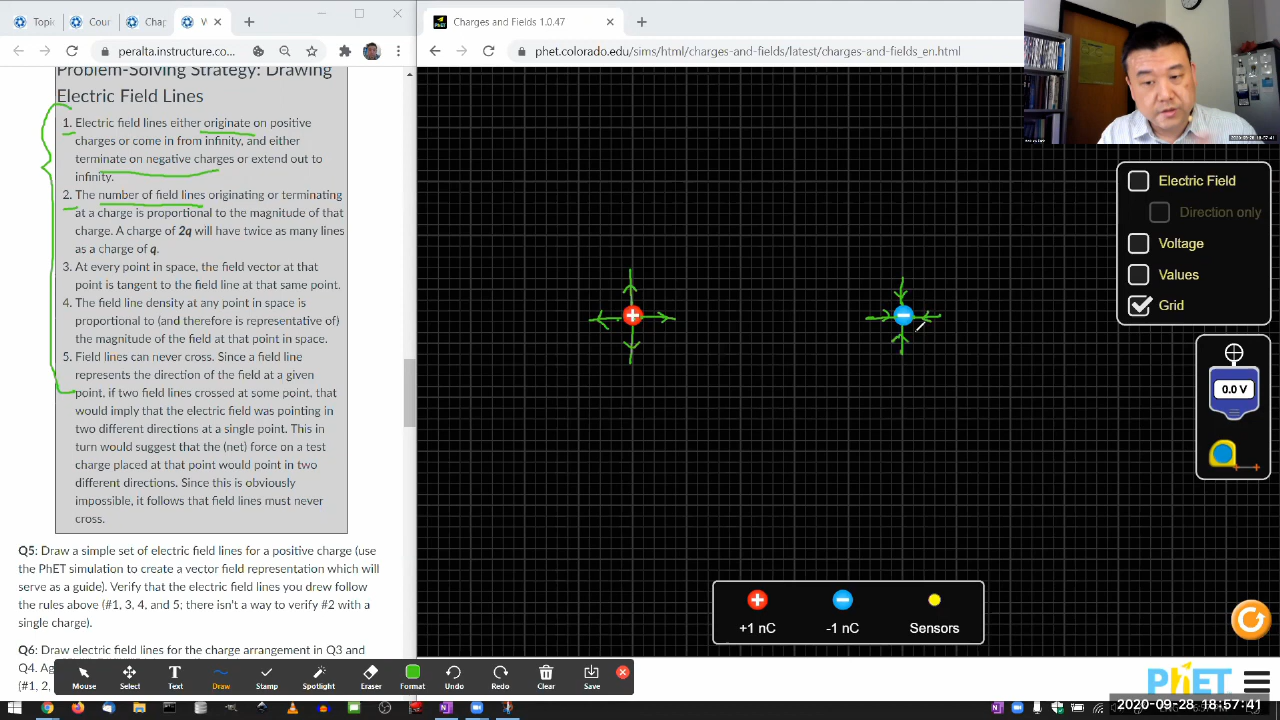 Topic
Cour
Chap
W
Charges and Fields 1.0.47
peralta.instructure.co...
phet.colorado.edu/sims/html/charges-and-fields/latest/charges-and-fields_en.html
Problem-Solving Strategy: Drawing
Electric Field Lines
1. Electric field lines either originate on positive
charges or come in from infinity, and either
terminate on negative charges or extend out to
infinity.
2. The number of field lines originating or terminating
at a charge is proportional to the magnitude of that
charge. A charge of 2q will have twice as many lines
as a charge of q.
3. At every point in space, the field vector at that
point is tangent to the field line at that same point.
4. The field line density at any point in space is
proportional to (and therefore is representative of)
the magnitude of the field at that point in space.
5. Field lines can never cross. Since a field line
represents the direction of the field at a given
point, if two field lines crossed at some point, that
would imply that the electric field was pointing in
two different directions at a single point. This in
turn would suggest that the (net) force on a test
charge placed at that point would point in two
different directions. Since this is obviously
impossible, it follows that field lines must never
cross.
Q5: Draw a simple set of electric field lines for a positive charge (use
the PhET simulation to create a vector field representation which will
serve as a guide). Verify that the electric field lines you drew follow
the rules above (#1, 3, 4, and 5; there isn't a way to verify #2 with a
single charge).
Q6: Draw electric field lines for the charge arrangement in Q3 and
Q4. Ag
(#1, 2,
Electric Field
Direction only
Voltage
Values
Grid
0.0 V
+1 nC
-1 nC
Sensors
Mouse
Select
Text
Draw
Stamp
Spotlight
Eraser
Format
Undo
Redo
Clear
Save
PhET
2020-09-28 18:57:41
2020-09-28 18:57:41